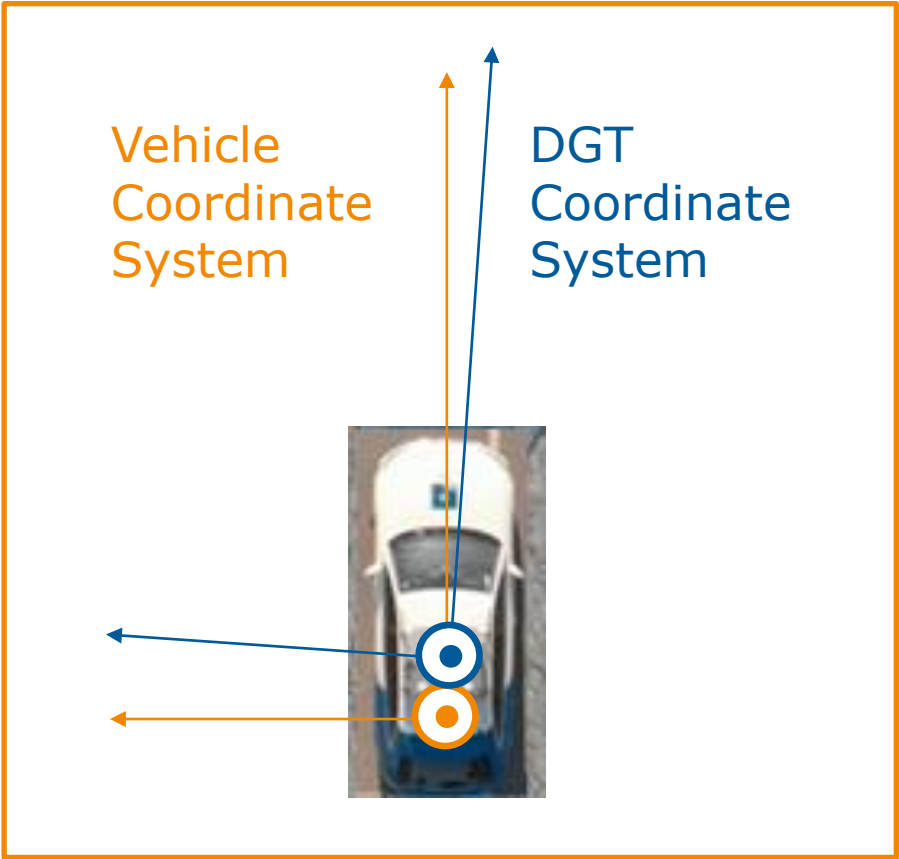 Vehicle
Coordinate
System
DGT
Coordinate
System